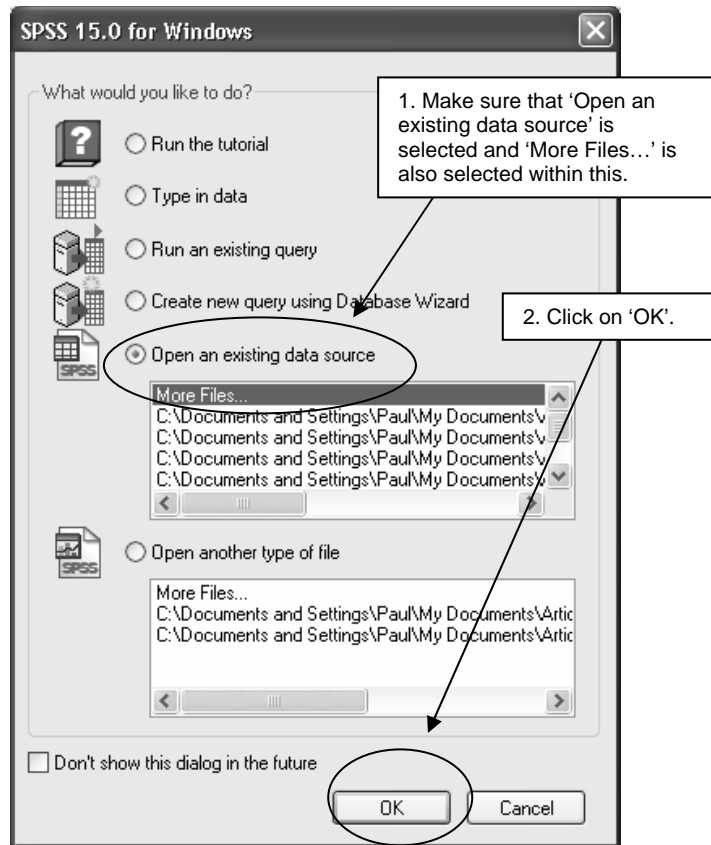 SPSS 15.0 for Windows
What would you like to do?
1. Make sure that ‘Open an
existing data source’ is
selected and ‘More Files…’ is
also selected within this.
Run the tutorial
Type in data
Run an existing query
Create new query using Database Wizard
2. Click on ‘OK’.
Open an existing data source
SPSS
More Files...
C:\Documents and Settings\Paul\My Documents\v
C:\Documents and Settings\Paul\My Documents\v
C:\Documents and Settings\Paul\My Documents\v
C:\Documents and Settings\Paul\My Documents\v
Open another type of file
SPSS
More Files...
C:\Documents and Settings\Paul\My Documents\Artic
C:\Documents and Settings\Paul\My Documents\Artic
Don't show this dialog in the future
OK
Cancel